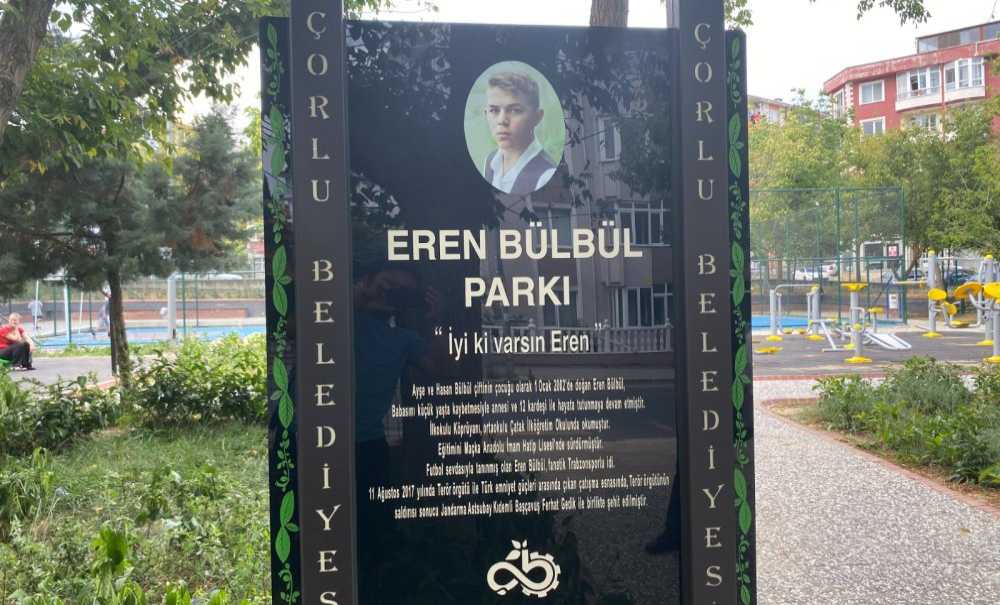 ÇORLU BELEDİYES
EREN BÜLBÜL
PARKI
“ İyi ki varsın Eren ”
Ayşe ve Hasan Bülbül çiftinin çocuğu olarak 1 Ocak 2002'de doğan Eren Bülbül,
Babasını küçük yaşta kaybetmesiyle annesi ve 12 kardeşi ile hayata tutunmaya devam etmiştir.
İlkokulu Köprüyanı, ortaokulu Çatak İlköğretim Okulunda okumuştur.
Eğitimini Maçka Anadolu İmam Hatip Lisesi'nde sürdürmüştür.
Futbol sevdasıyla tanınmış olan Eren Bülbül, fanatik Trabzonsporlu idi.
11 Ağustos 2017 yılında Terör örgütü ile Türk emniyet güçleri arasında çıkan çatışma esnasında, Terör örgütünün
saldırısı sonucu Jandarma Astsubay Kıdemli Başçavuş Ferhat Gedik ile birlikte şehit edilmiştir.
ÇORLU BELEDİYES